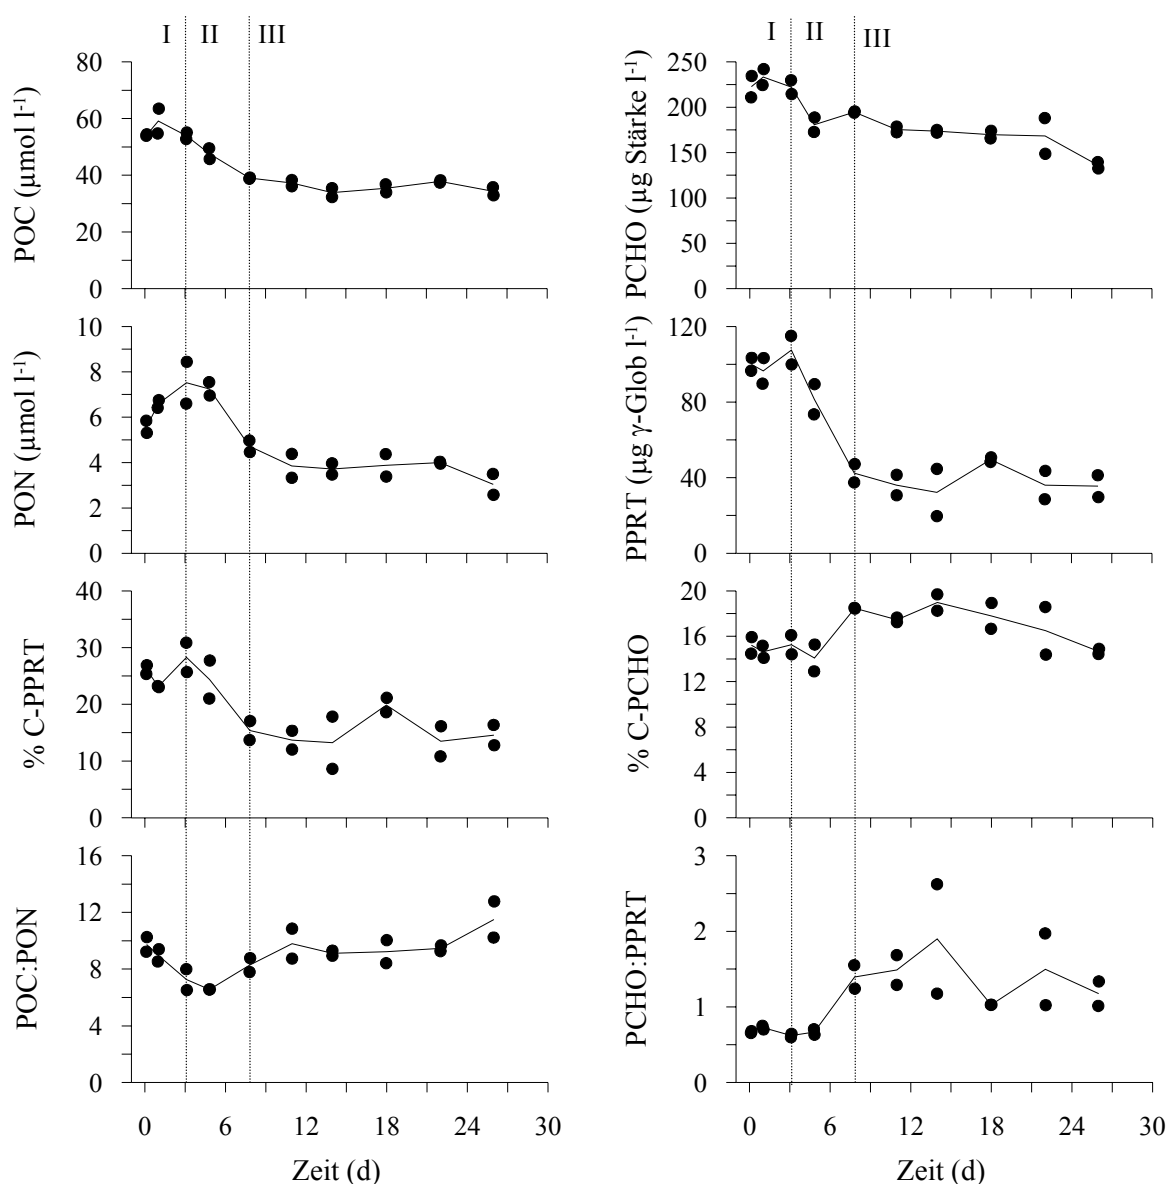 I II III
POC (µmol l⁻¹)
80
60
40
20
0
PON (µmol l⁻¹)
10
8
6
4
2
0
% C-PPRT
40
30
20
10
0
POC:PON
16
12
8
4
0
0 6 12 18 24 30
Zeit (d)
I II III
PCHO (µg Stärke l⁻¹)
250
200
150
100
50
0
PPRT (µg γ-Glob l⁻¹)
120
80
40
0
% C-PCHO
20
16
12
8
4
0
PCHO:PPRT
3
2
1
0
0 6 12 18 24 30
Zeit (d)